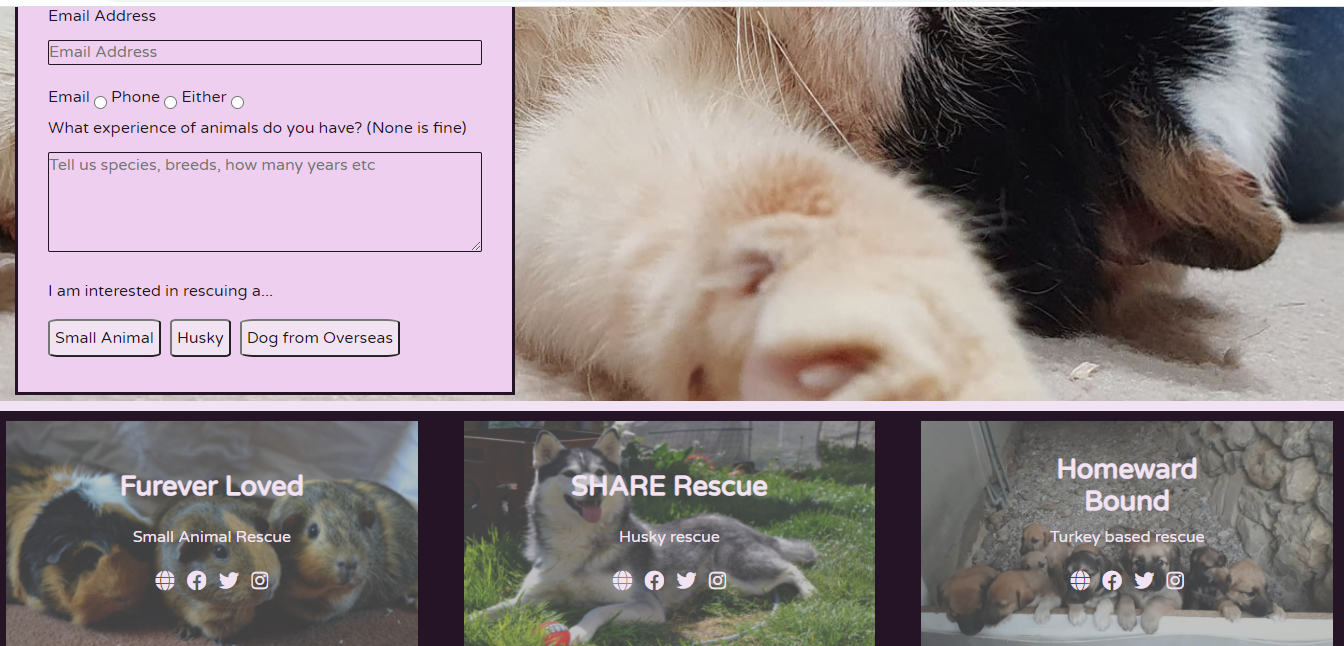 Email Address
Email Address
Email Phone Either
What experience of animals do you have? (None is fine)
Tell us species, breeds, how many years etc
I am interested in rescuing a...
Small Animal Husky Dog from Overseas
Furever Loved
Small Animal Rescue
SHARE Rescue
Husky rescue
Homeward
Bound
Turkey based rescue